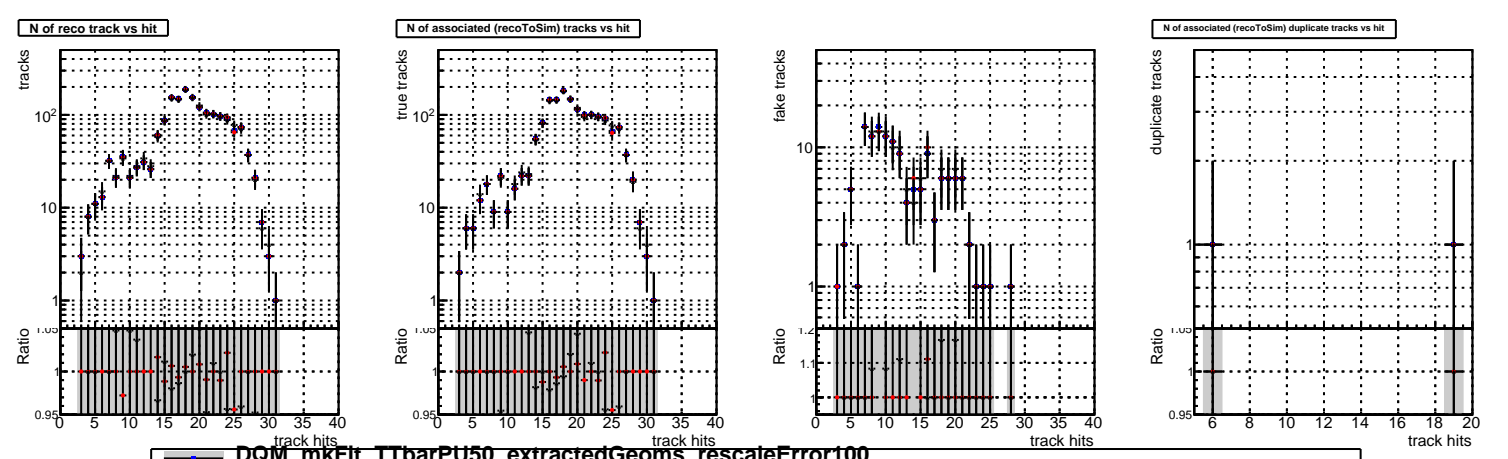 N of reco track vs hit
N of associated (recoToSim) tracks vs hit
N of associated (recoToSim) duplicate tracks vs hit
tracks
10²
10
1
Ratio
1.05
1
0.95
0 5 10 15 20 25 30 35 40
track hits
true tracks
10²
10
1
Ratio
1.05
1
0.95
0 5 10 15 20 25 30 35 40
track hits
fake tracks
10
1
Ratio
1.2
1.1
1
0 5 10 15 20 25 30 35 40
track hits
duplicate tracks
1
Ratio
1.05
1
0.95
6 8 10 12 14 16 18 20
track hits
DQM_mkFit_TTbarPU50_extractedGeoms_rescaleError100